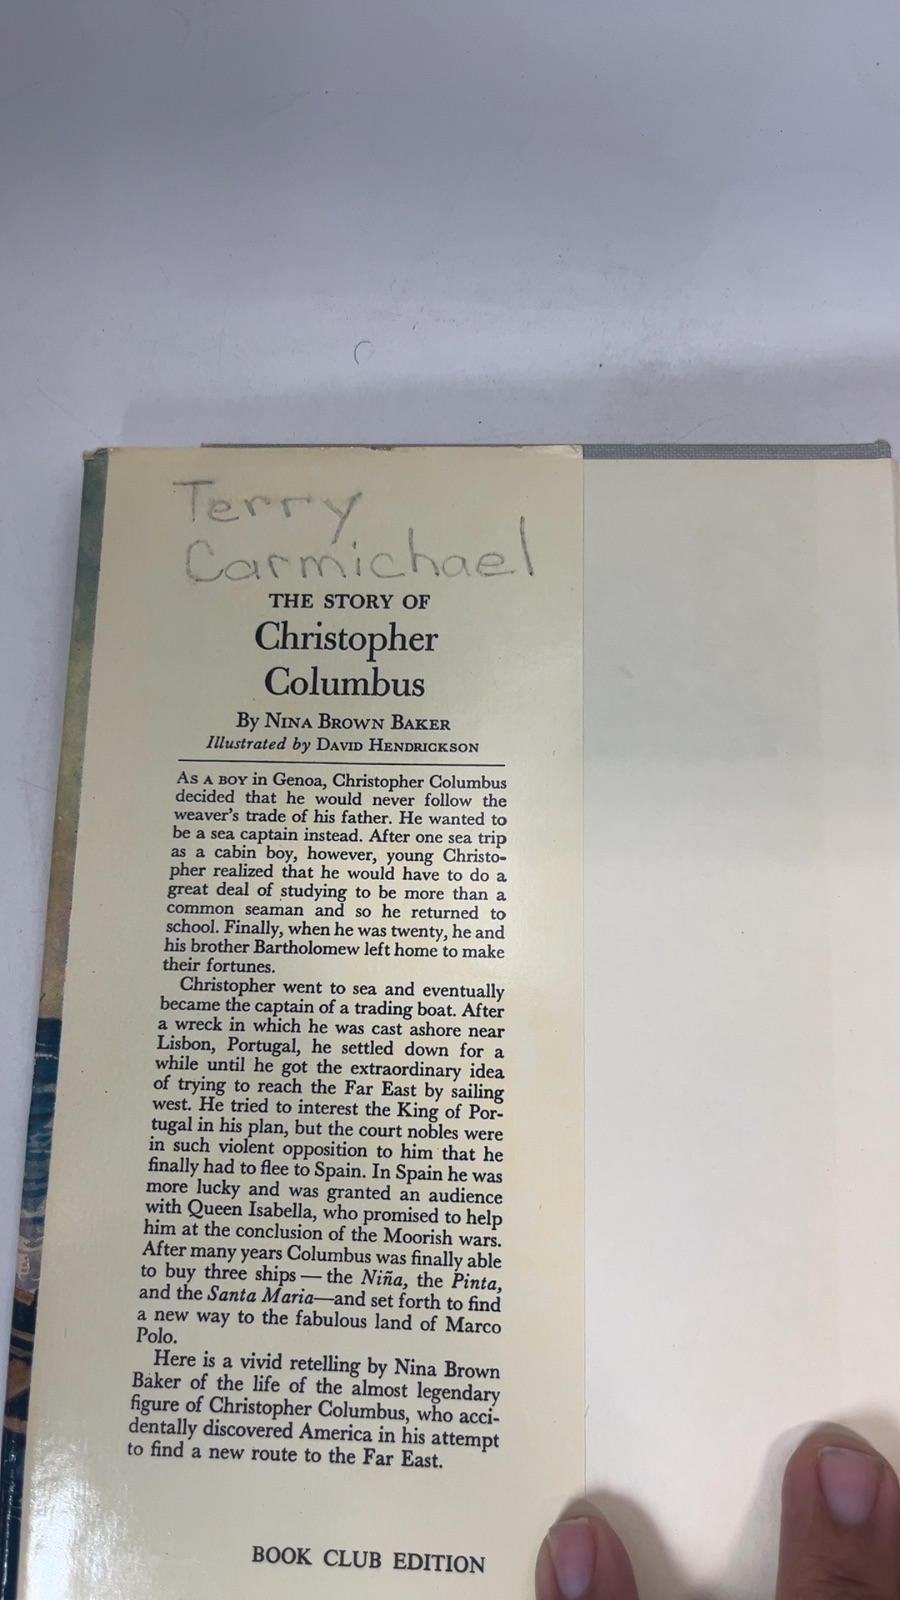 Terry
Carmichael
THE STORY OF
Christopher
Columbus
By NINA BROWN BAKER
Illustrated by DAVID HENDRICKSON
AS A BOY in Genoa, Christopher Columbus
decided that he would never follow the
weaver's trade of his father. He wanted to
be a sea captain instead. After one sea trip
as a cabin boy, however, young Christo-
pher realized that he would have to do a
great deal of studying to be more than a
common seaman and so he returned to
school. Finally, when he was twenty, he and
his brother Bartholomew left home to make
their fortunes.
Christopher went to sea and eventually
became the captain of a trading boat. After
a wreck in which he was cast ashore near
Lisbon, Portugal, he settled down for a
while until he got the extraordinary idea
of trying to reach the Far East by sailing
west. He tried to interest the King of Por-
tugal in his plan, but the court nobles were
in such violent opposition to him that he
finally had to flee to Spain. In Spain he was
more lucky and was granted an audience
with Queen Isabella, who promised to help
him at the conclusion of the Moorish wars.
After many years Columbus was finally able
to buy three ships — the Niña, the Pinta,
and the Santa Maria—and set forth to find
a new way to the fabulous land of Marco
Polo.
Here is a vivid retelling by Nina Brown
Baker of the life of the almost legendary
figure of Christopher Columbus, who acci-
dentally discovered America in his attempt
to find a new route to the Far East.
BOOK CLUB EDITION